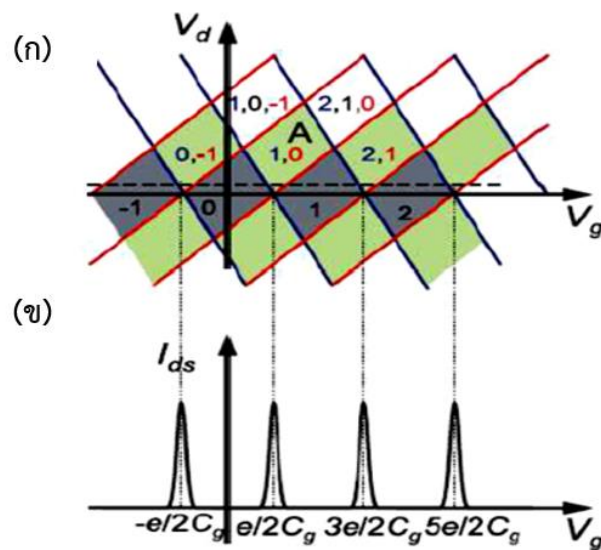 (ก)
V_d
1,0,-1 2,1,0
A
0,-1 1,0 2,1
-1 0 1 2
V_g
(ข)
I_ds
-e/2C_g e/2C_g 3e/2C_g 5e/2C_g
V_g